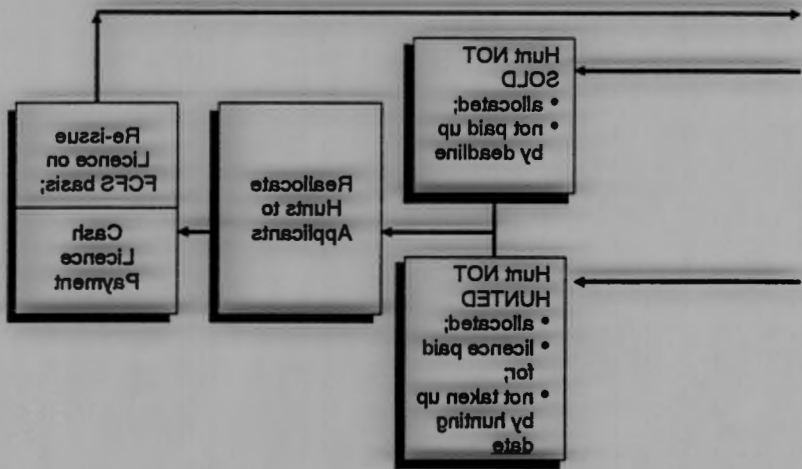 Hunt NOT
SOLD
• allocated;
• not paid up
by deadline
Hunt NOT
HUNTED
• allocated;
• licence paid
for;
• not taken up
by hunting
date
Reallocate
Hunts to
Applicants
Re-issue
Licence on
FCFS basis;
Cash
Licence
Payment